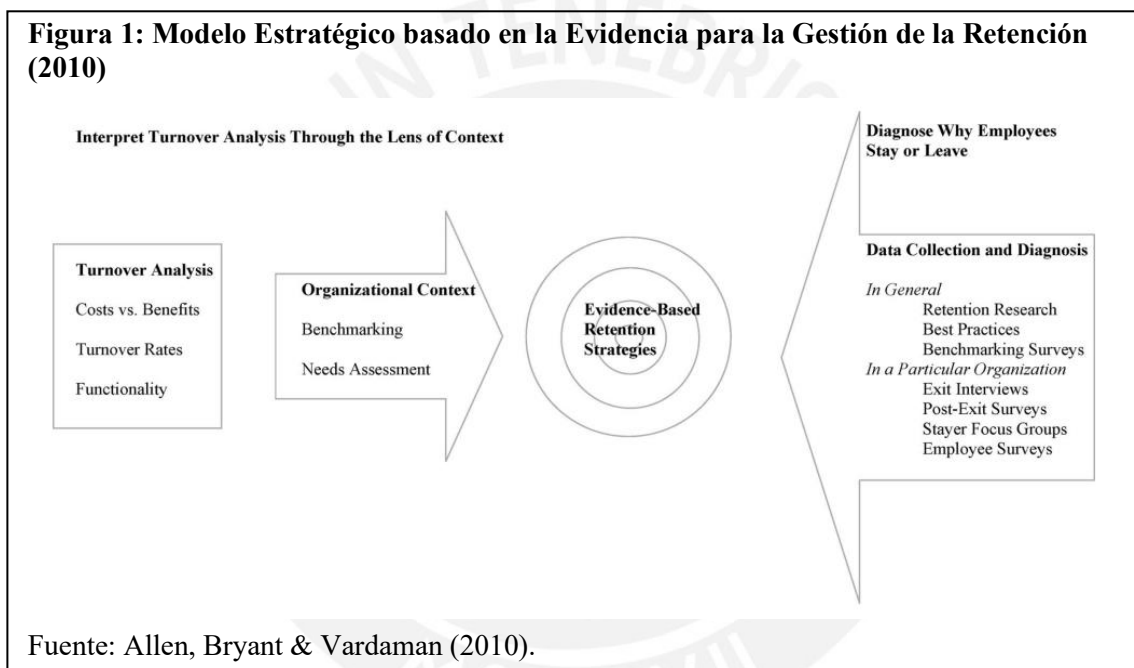 Figura 1: Modelo Estratégico basado en la Evidencia para la Gestión de la Retención
(2010)
Interpret Turnover Analysis Through the Lens of Context
Turnover Analysis
Costs vs. Benefits
Turnover Rates
Functionality
Organizational Context
Benchmarking
Needs Assessment
Evidence-Based
Retention
Strategies
Diagnose Why Employees
Stay or Leave
Data Collection and Diagnosis
In General
Retention Research
Best Practices
Benchmarking Surveys
In a Particular Organization
Exit Interviews
Post-Exit Surveys
Stayer Focus Groups
Employee Surveys
Fuente: Allen, Bryant & Vardaman (2010).
IN TENEBRIS